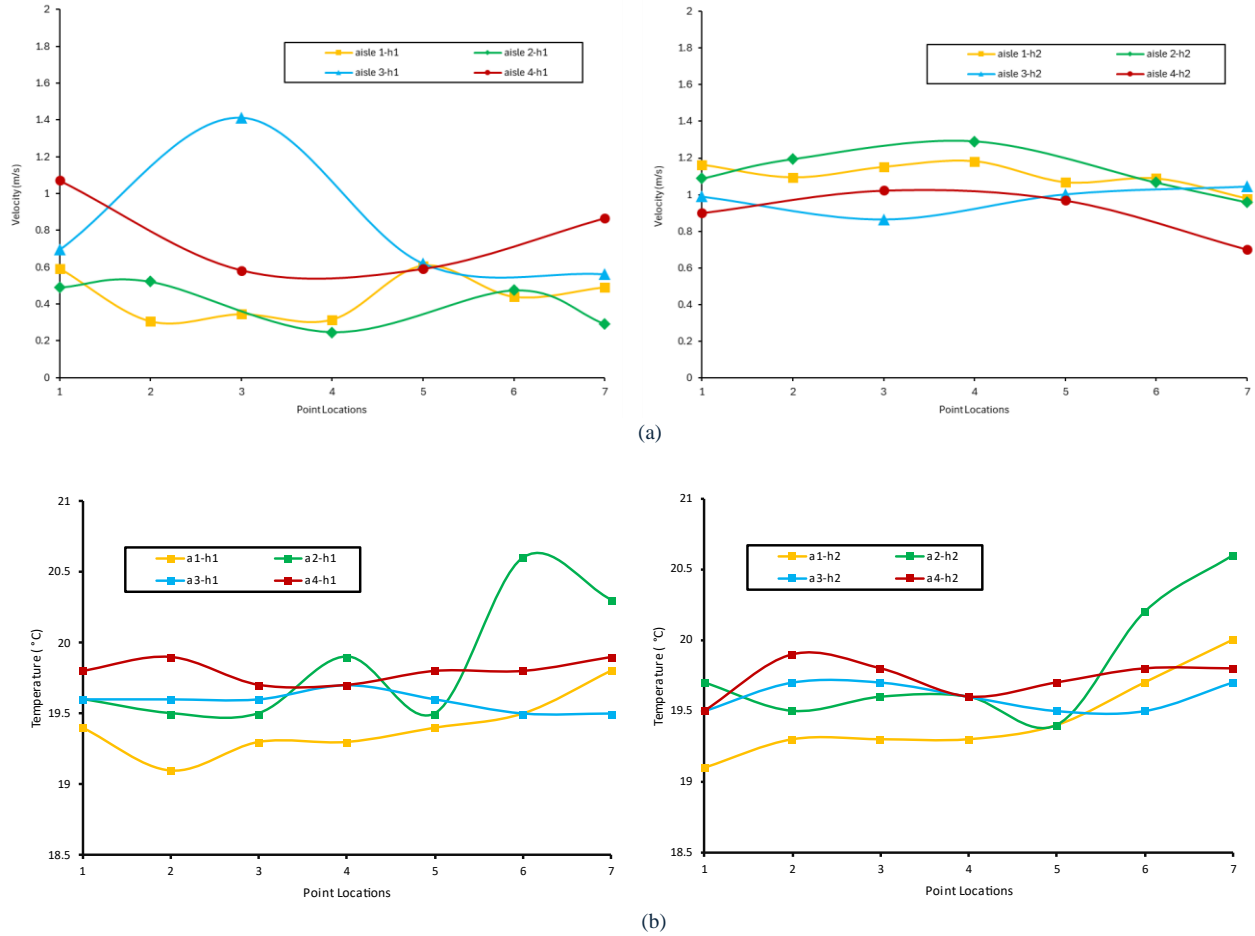 2
1.8
1.6
1.4
1.2
1
0.8
0.6
0.4
0.2
0
Velocity (m/s)
aisle 1-h1 aisle 2-h1
aisle 3-h1 aisle 4-h1
1 2 3 4 5 6 7
Point Locations
2
1.8
1.6
1.4
1.2
1
0.8
0.6
0.4
0.2
0
Velocity (m/s)
aisle 1-h2 aisle 2-h2
aisle 3-h2 aisle 4-h2
1 2 3 4 5 6 7
Point Locations
(a)
21
20.5
20
19.5
19
18.5
Temperature ( °C)
a1-h1 a2-h1
a3-h1 a4-h1
1 2 3 4 5 6 7
Point Locations
21
20.5
20
19.5
19
18.5
Temperature ( °C)
a1-h2 a2-h2
a3-h2 a4-h2
1 2 3 4 5 6 7
Point Locations
(b)